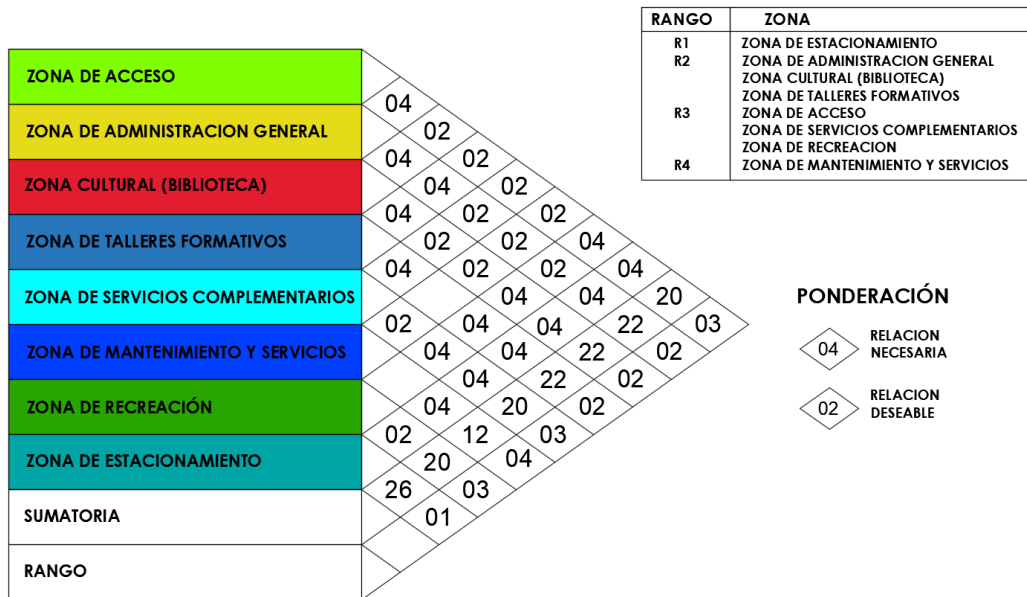 RANGO ZONA
R1 ZONA DE ESTACIONAMIENTO
R2 ZONA DE ADMINISTRACION GENERAL
ZONA CULTURAL (BIBLIOTECA)
ZONA DE TALLERES FORMATIVOS
R3 ZONA DE ACCESO
ZONA DE SERVICIOS COMPLEMENTARIOS
ZONA DE RECREACION
R4 ZONA DE MANTENIMIENTO Y SERVICIOS
ZONA DE ACCESO
04
ZONA DE ADMINISTRACION GENERAL 02
04 02
ZONA CULTURAL (BIBLIOTECA) 04 02
04 02 02
ZONA DE TALLERES FORMATIVOS 02 02 04
04 02 02 04
ZONA DE SERVICIOS COMPLEMENTARIOS 04 04 20
02 04 04 22 03
ZONA DE MANTENIMIENTO Y SERVICIOS 04 04 22 02
04 22 02
ZONA DE RECREACIÓN 04 20 02
02 12 03
ZONA DE ESTACIONAMIENTO 20 04
26 03
SUMATORIA 01
RANGO
PONDERACIÓN
04 RELACION
NECESARIA
02 RELACION
DESEABLE